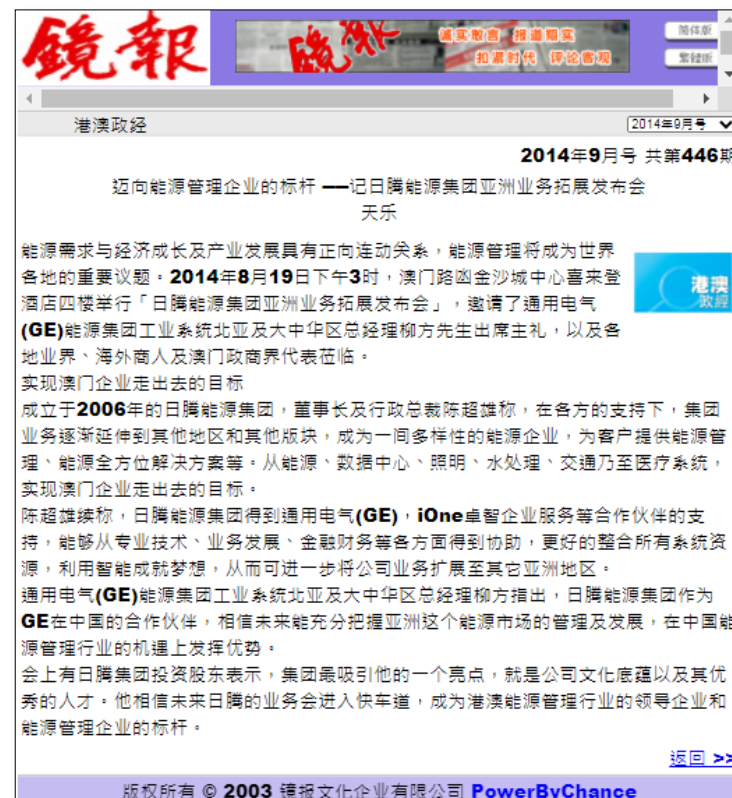 鏡報
鏡報
诚实敢言 报道翔实
扣漏时代 评论客观
简体版
繁體版
港澳政经
2014年9月号
2014年9月号 共第446期
迈向能源管理企业的标杆 ━━记日腾能源集团亚洲业务拓展发布会
天乐
能源需求与经济成长及产业发展具有正向连动关系，能源管理将成为世界
各地的重要议题。2014年8月19日下午3时，澳门路凼金沙城中心喜来登
酒店四楼举行「日腾能源集团亚洲业务拓展发布会」，邀请了通用电气
(GE)能源集团工业系统北亚及大中华区总经理柳方先生出席主礼，以及各
地业界、海外商人及澳门政商界代表莅临。
港澳
政經
实现澳门企业走出去的目标
成立于2006年的日腾能源集团，董事长及行政总裁陈超雄称，在各方的支持下，集团
业务逐渐延伸到其他地区和其他版块，成为一间多样性的能源企业，为客户提供能源管
理、能源全方位解决方案等。从能源、数据中心、照明、水处理、交通乃至医疗系统，
实现澳门企业走出去的目标。
陈超雄续称，日腾能源集团得到通用电气(GE)，iOne卓智企业服务等合作伙伴的支
持，能够从专业技术、业务发展、金融财务等各方面得到协助，更好的整合所有系统资
源，利用智能成就梦想，从而可进一步将公司业务扩展至其它亚洲地区。
通用电气(GE)能源集团工业系统北亚及大中华区总经理柳方指出，日腾能源集团作为
GE在中国的合作伙伴，相信未来能充分把握亚洲这个能源市场的管理及发展，在中国能
源管理行业的机遇上发挥优势。
会上有日腾集团投资股东表示，集团最吸引他的一个亮点，就是公司文化底蕴以及其优
秀的人才。他相信未来日腾的业务会进入快车道，成为港澳能源管理行业的领导企业和
能源管理企业的标杆。
返回 >>
版权所有 © 2003 镜报文化企业有限公司 PowerByChance